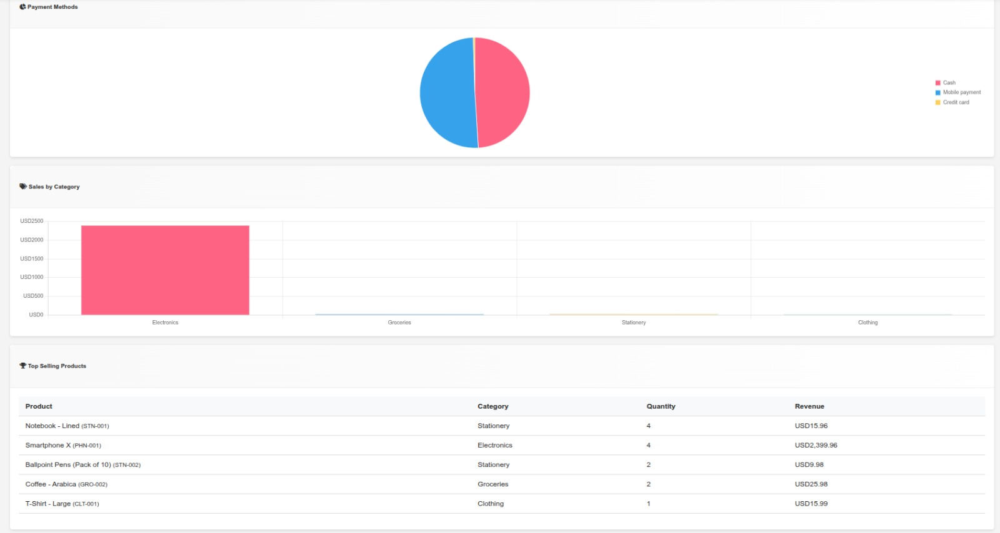 Payment Methods
Cash
Mobile payment
Credit card
Sales by Category
USD2500
USD2000
USD1500
USD1000
USD500
USD0
Electronics Groceries Stationery Clothing
Top Selling Products
Product Category Quantity Revenue
Notebook - Lined (STN-001) Stationery 4 USD15.96
Smartphone X (PHN-001) Electronics 4 USD2,399.96
Ballpoint Pens (Pack of 10) (STN-002) Stationery 2 USD9.98
Coffee - Arabica (GRO-002) Groceries 2 USD25.98
T-Shirt - Large (CLT-001) Clothing 1 USD15.99